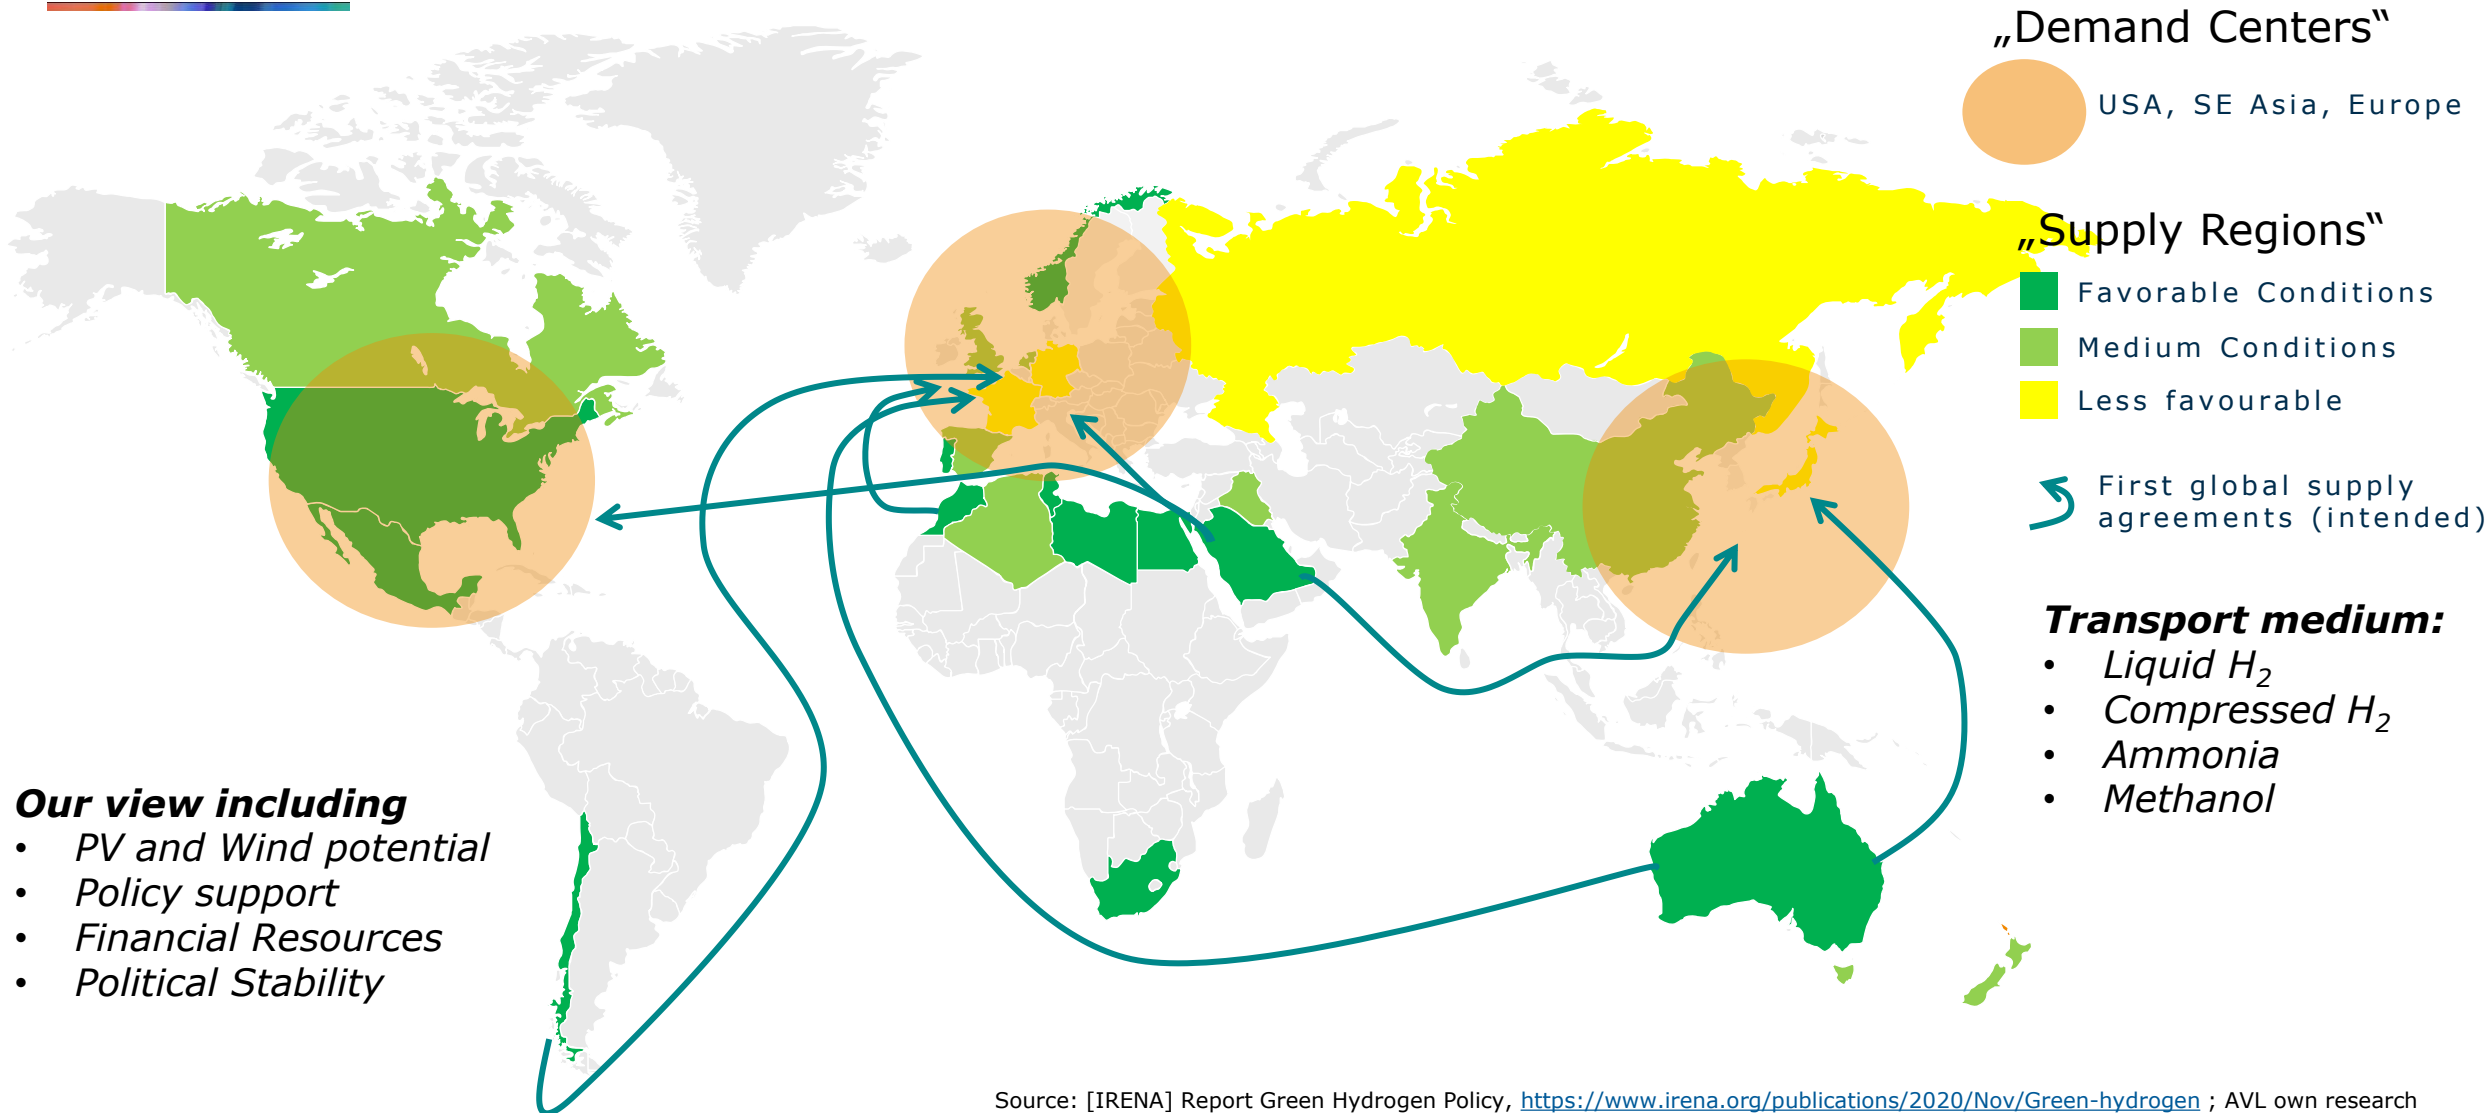 „Demand Centers“
USA, SE Asia, Europe
„Supply Regions“
Favorable Conditions
Medium Conditions
Less favourable
First global supply
agreements (intended)
Transport medium:
• Liquid H₂
• Compressed H₂
• Ammonia
• Methanol
Our view including
• PV and Wind potential
• Policy support
• Financial Resources
• Political Stability
Source: [IRENA] Report Green Hydrogen Policy, https://www.irena.org/publications/2020/Nov/Green-hydrogen ; AVL own research